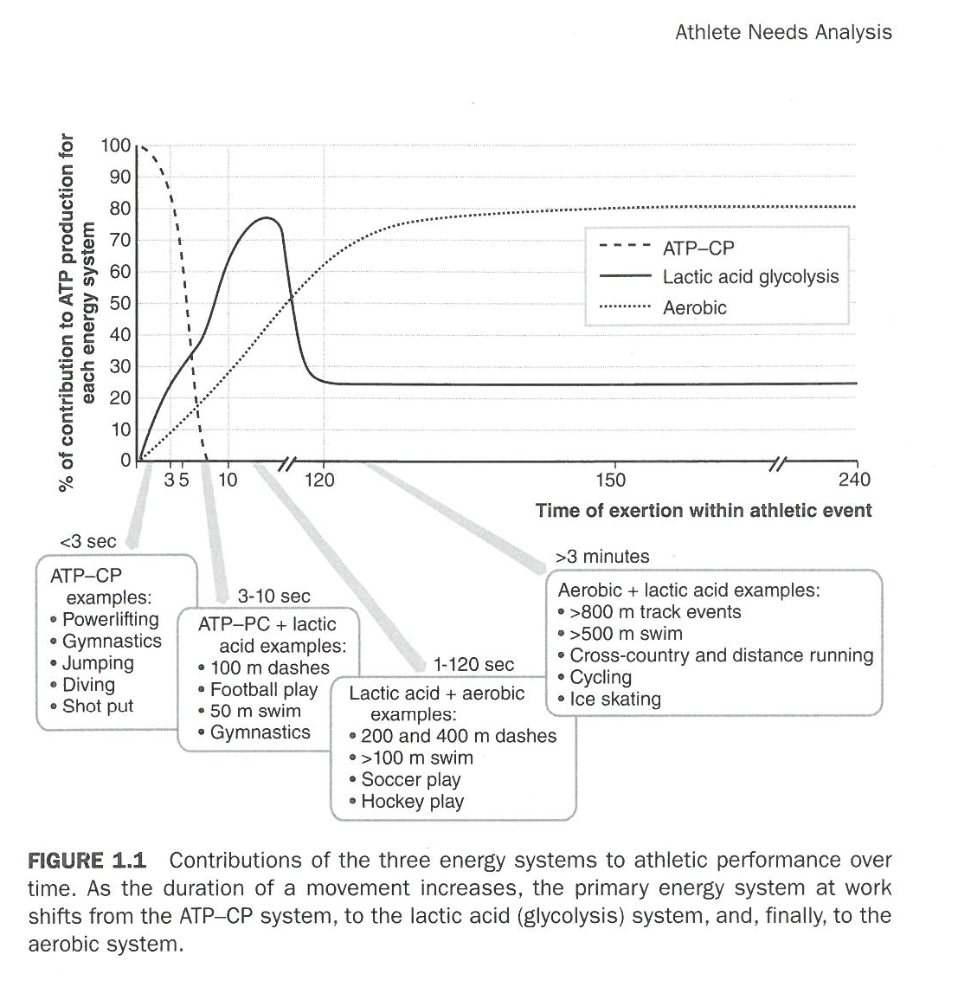 Athlete Needs Analysis
% of contribution to ATP production for
each energy system
100
90
80
70
60
50
40
30
20
10
0
ATP–CP
Lactic acid glycolysis
Aerobic
3 5 10 120 150 240
Time of exertion within athletic event
<3 sec
ATP–CP
examples:
• Powerlifting
• Gymnastics
• Jumping
• Diving
• Shot put
3-10 sec
ATP–PC + lactic
acid examples:
• 100 m dashes
• Football play
• 50 m swim
• Gymnastics
1-120 sec
Lactic acid + aerobic
examples:
• 200 and 400 m dashes
• >100 m swim
• Soccer play
• Hockey play
>3 minutes
Aerobic + lactic acid examples:
• >800 m track events
• >500 m swim
• Cross-country and distance running
• Cycling
• Ice skating
FIGURE 1.1 Contributions of the three energy systems to athletic performance over
time. As the duration of a movement increases, the primary energy system at work
shifts from the ATP–CP system, to the lactic acid (glycolysis) system, and, finally, to the
aerobic system.